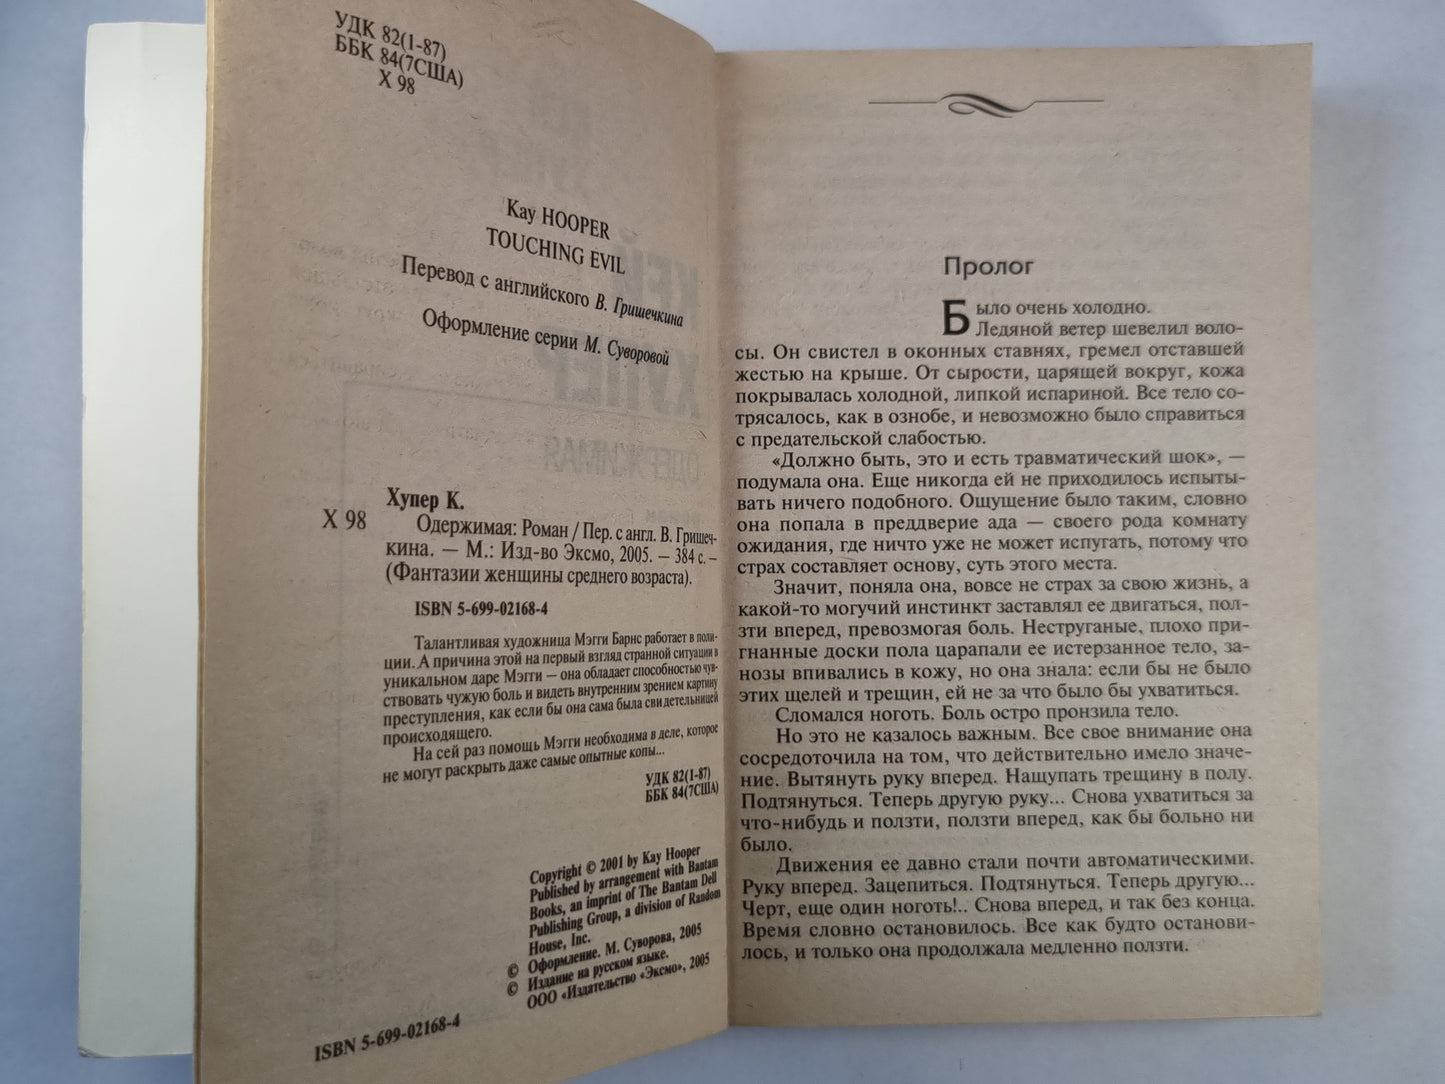 УДК 82(1-87)
ББК 84(7США)
Х 98
Kay HOOPER
TOUCHING EVIL
Перевод с английского В. Гришечкина
Оформление серии М. Суворовой
Хупер К.
Х 98
Одержимая: Роман / Пер. с англ. В. Гришеч-
кина. — М.: Изд-во Эксмо, 2005. — 384 с. –
(Фантазии женщины среднего возраста).
ISBN 5-699-02168-4
Талантливая художница Мэгги Барнс работает в поли-
ции. А причина этой на первый взгляд странной ситуации в
уникальном даре Мэгги — она обладает способностью чув-
ствовать чужую боль и видеть внутренним зрением картину
преступления, как если бы она сама была свидетельницей
происходящего.
На сей раз помощь Мэгги необходима в деле, которое
не могут раскрыть даже самые опытные копы...
УДК 82(1-87)
ББК 84(7США)
Copyright © 2001 by Kay Hooper
Published by arrangement with Bantam
Books, an imprint of The Bantam Dell
Publishing Group, a division of Random
House, Inc.
© Оформление. М. Суворова, 2005
© Издание на русском языке.
ООО «Издательство «Эксмо», 2005
ISBN 5-699-02168-4
Пролог
Было очень холодно.
Ледяной ветер шевелил воло-
сы. Он свистел в оконных ставнях, гремел отставшей
жестью на крыше. От сырости, царящей вокруг, кожа
покрывалась холодной, липкой испариной. Все тело со-
трясалось, как в ознобе, и невозможно было справиться
с предательской слабостью.
«Должно быть, это и есть травматический шок», —
подумала она. Еще никогда ей не приходилось испыты-
вать ничего подобного. Ощущение было таким, словно
она попала в преддверие ада — своего рода комнату
ожидания, где ничто уже не может испугать, потому что
страх составляет основу, суть этого места.
Значит, поняла она, вовсе не страх за свою жизнь, а
какой-то могучий инстинкт заставлял ее двигаться, пол-
зти вперед, превозмогая боль. Неструганые, плохо при-
гнанные доски пола царапали ее истерзанное тело, за-
нозы впивались в кожу, но она знала: если бы не было
этих щелей и трещин, ей не за что было бы ухватиться.
Сломался ноготь. Боль остро пронзила тело.
Но это не казалось важным. Все свое внимание она
сосредоточила на том, что действительно имело значе-
ние. Вытянуть руку вперед. Нащупать трещину в полу.
Подтянуться. Теперь другую руку... Снова ухватиться за
что-нибудь и ползти, ползти вперед, как бы больно ни
было.
Движения ее давно стали почти автоматическими.
Руку вперед. Зацепиться. Подтянуться. Теперь другую...
Черт, еще один ноготь!.. Снова вперед, и так без конца.
Время словно остановилось. Все как будто останови-
лось, и только она продолжала медленно ползти.